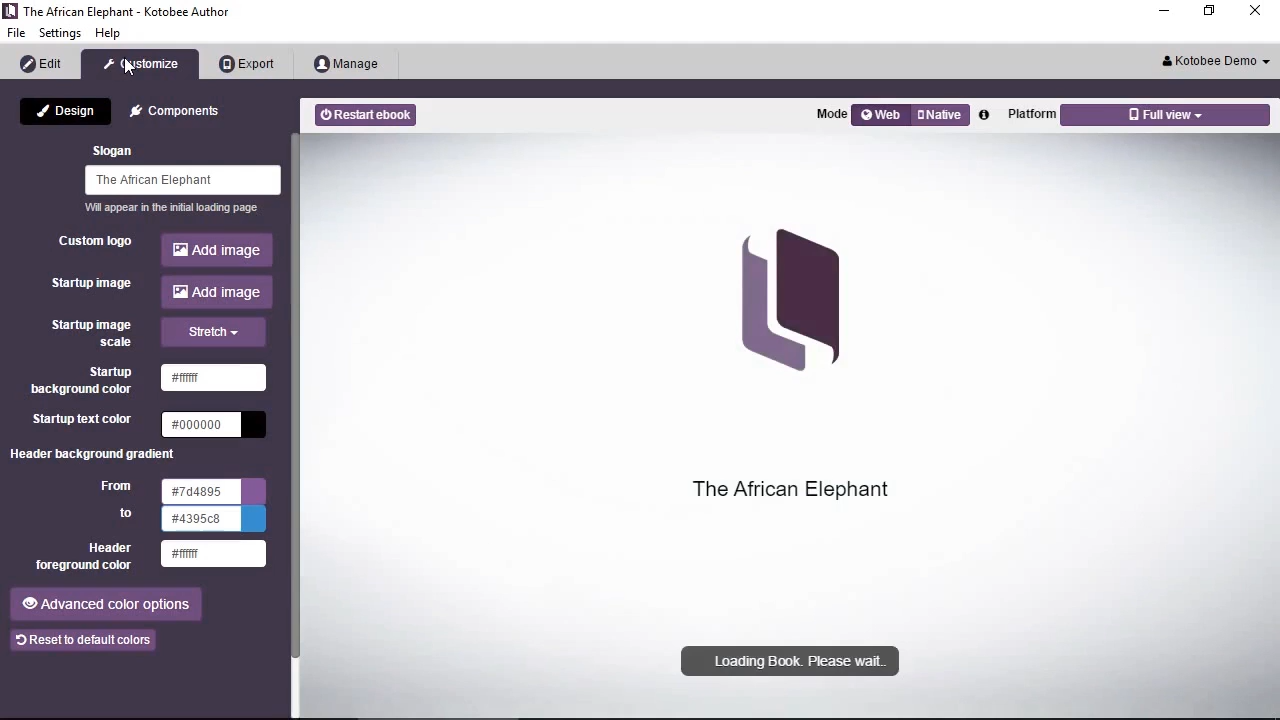 The African Elephant - Kotobee Author
File Settings Help
Edit Customize Export Manage Kotobee Demo
Design Components
Restart ebook Mode Web Native Platform Full view
Slogan
The African Elephant
Will appear in the initial loading page
Custom logo Add image
Startup image Add image
Startup image
scale
Stretch
Startup
background color
#ffffff
Startup text color #000000
Header background gradient
From #7d4895
to #4395c8
Header
foreground color
#ffffff
Advanced color options
Reset to default colors
The African Elephant
Loading Book. Please wait..